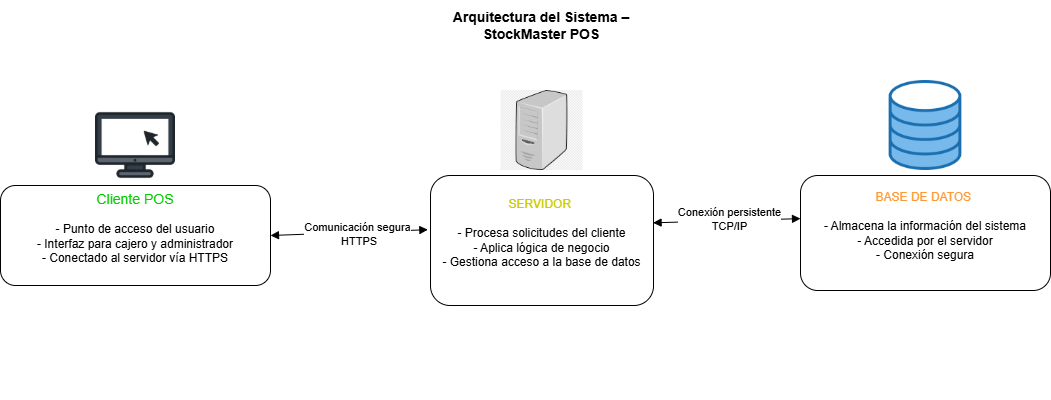 Arquitectura del Sistema –
StockMaster POS
Cliente POS
- Punto de acceso del usuario
- Interfaz para cajero y administrador
- Conectado al servidor vía HTTPS
Comunicación segura
HTTPS
SERVIDOR
- Procesa solicitudes del cliente
- Aplica lógica de negocio
- Gestiona acceso a la base de datos
Conexión persistente
TCP/IP
BASE DE DATOS
- Almacena la información del sistema
- Accedida por el servidor
- Conexión segura